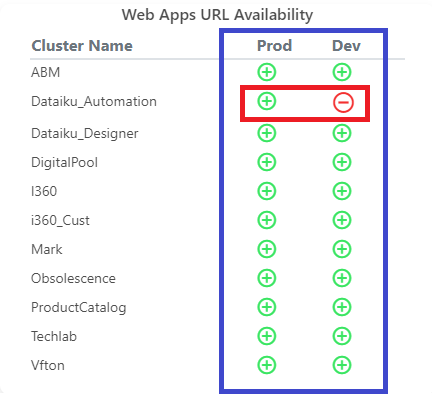 Web Apps URL Availability
Cluster Name Prod Dev
ABM
Dataiku_Automation
Dataiku_Designer
DigitalPool
I360
i360_Cust
Mark
Obsolescence
ProductCatalog
Techlab
Vfton